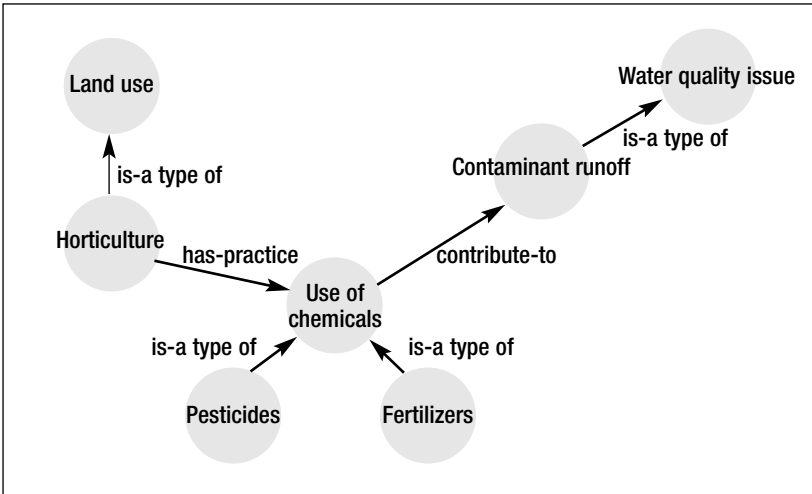 Land use
Water quality issue
is-a type of
Contaminant runoff
is-a type of
Horticulture
has-practice
contribute-to
Use of
chemicals
is-a type of
is-a type of
Pesticides
Fertilizers